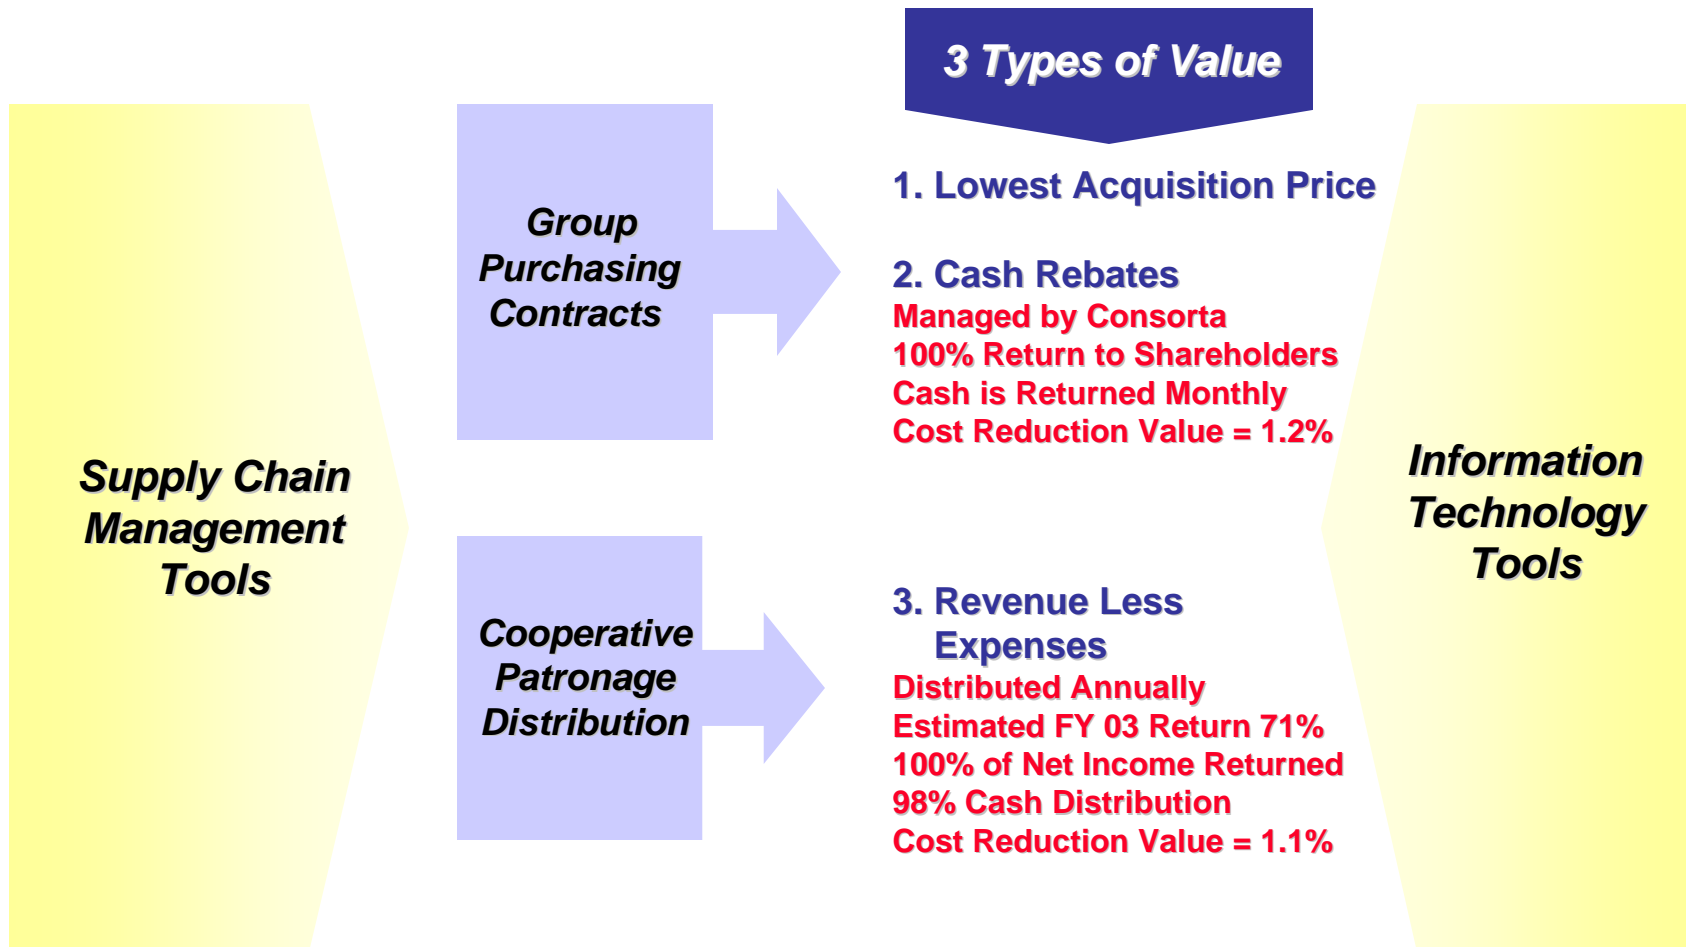 3 Types of Value
Supply Chain
Management
Tools
Group
Purchasing
Contracts
1. Lowest Acquisition Price
2. Cash Rebates
Managed by Consorta
100% Return to Shareholders
Cash is Returned Monthly
Cost Reduction Value = 1.2%
Cooperative
Patronage
Distribution
3. Revenue Less
Expenses
Distributed Annually
Estimated FY 03 Return 71%
100% of Net Income Returned
98% Cash Distribution
Cost Reduction Value = 1.1%
Information
Technology
Tools